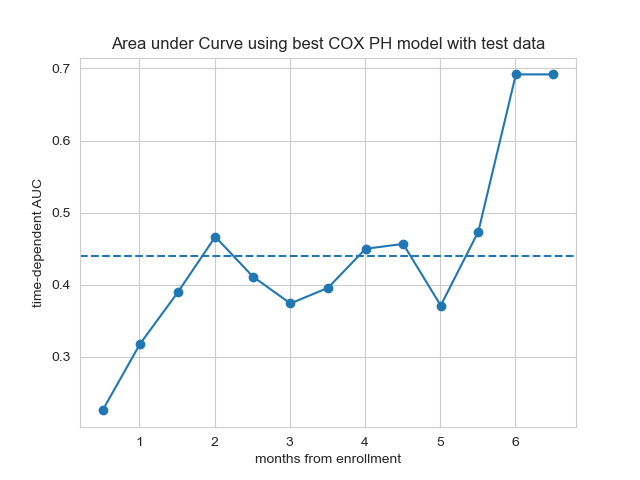 Area under Curve using best COX PH model with test data
0.7
0.6
0.5
0.4
0.3
time-dependent AUC
1 2 3 4 5 6
months from enrollment